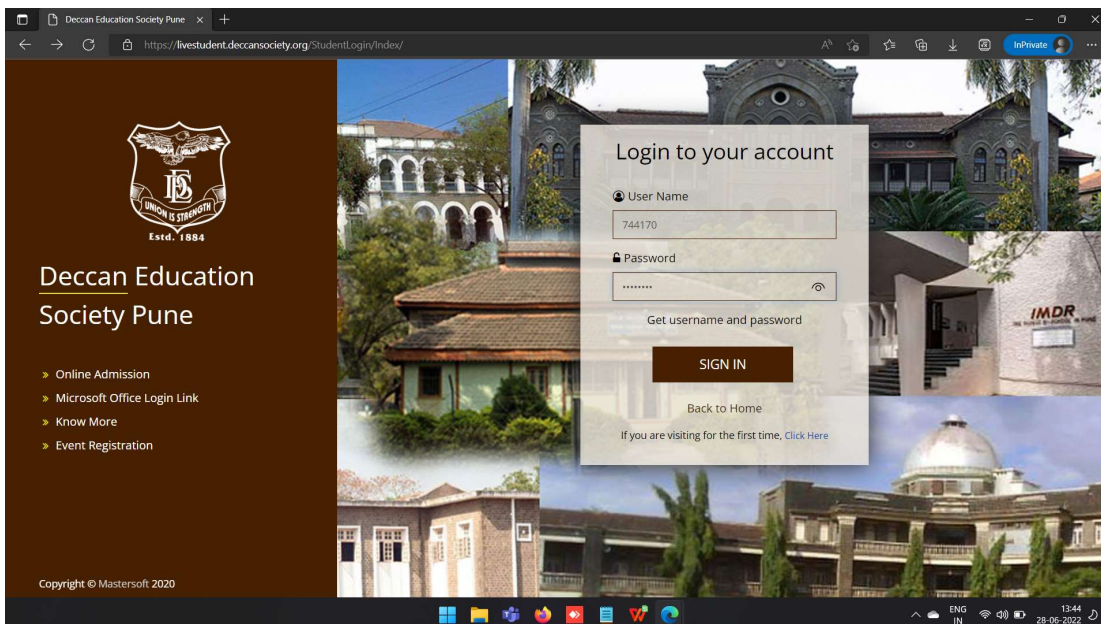 Deccan Education Society Pune
https://livestudent.deccansociety.org/StudentLogin/Index/
InPrivate
UNION IS STRENGTH
Estd. 1884
Deccan Education
Society Pune
» Online Admission
» Microsoft Office Login Link
» Know More
» Event Registration
Copyright © Mastersoft 2020
Login to your account
User Name
744170
Password
········
Get username and password
SIGN IN
Back to Home
If you are visiting for the first time, Click Here
IMDR
ENG
IN
13:44
28-06-2022